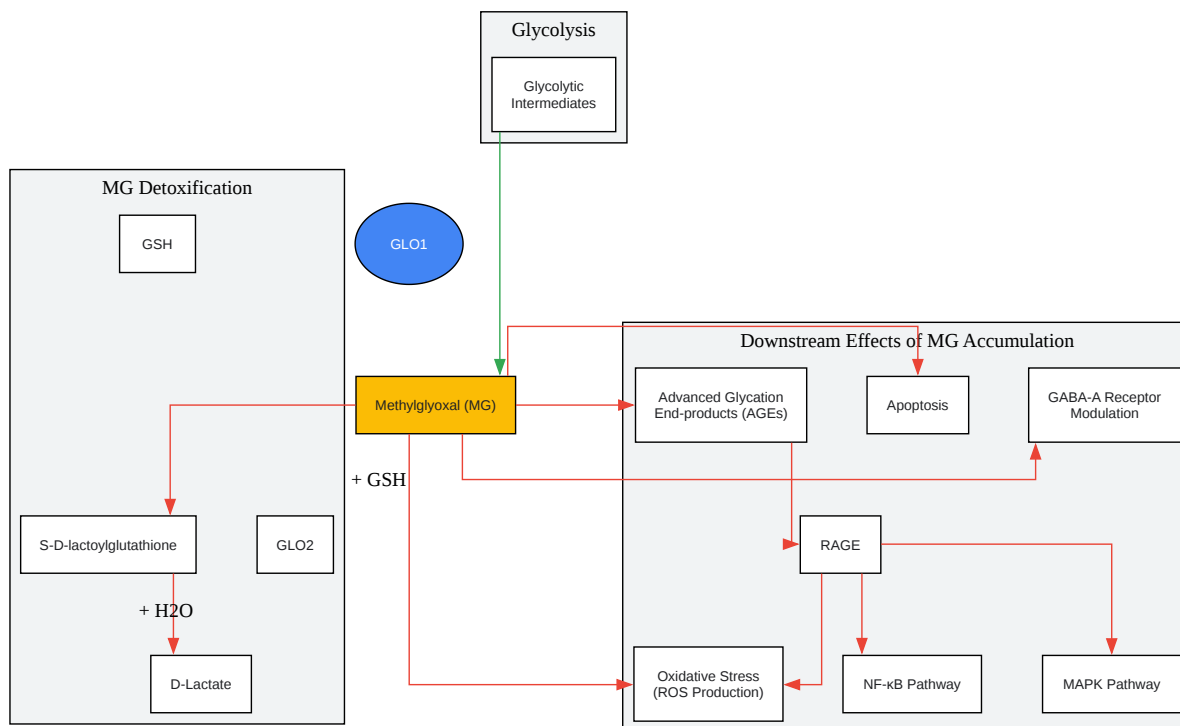 Glycolysis
Glycolytic
Intermediates
MG Detoxification
GSH
GLO1
Downstream Effects of MG Accumulation
Methylglyoxal (MG)
Advanced Glycation
End-products (AGEs)
Apoptosis
GABA-A Receptor
Modulation
+ GSH
S-D-lactoylglutathione
GLO2
RAGE
+ H2O
D-Lactate
Oxidative Stress
(ROS Production)
NF-κB Pathway
MAPK Pathway